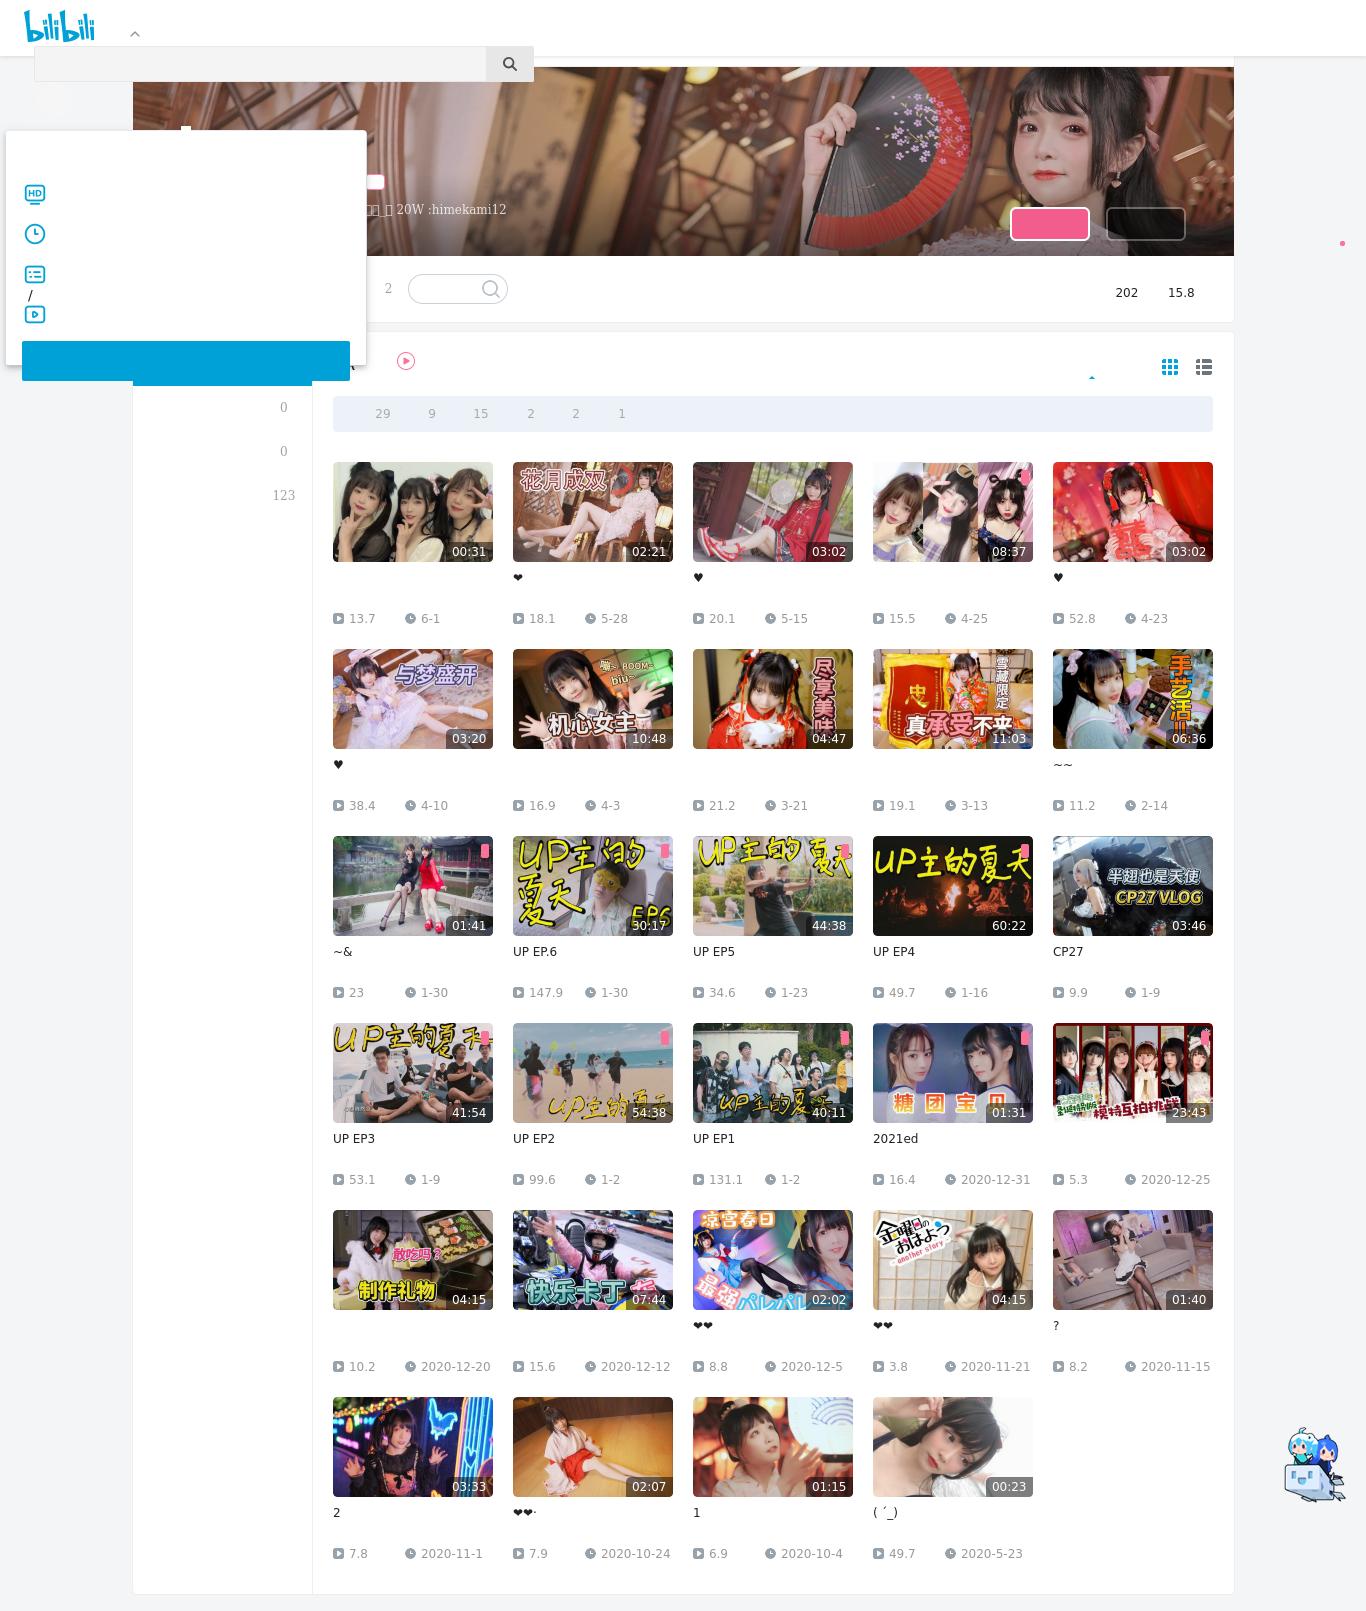 bilibili
HD
/
20W :himekami12
2
202 15.8
29 9 15 2 2 1
0
0
123
00:31
花月成双
02:21
03:02
08:37
03:02
❤
♥
♥
13.7 6-1
18.1 5-28
20.1 5-15
15.5 4-25
52.8 4-23
与梦盛开
03:20
ROOM~
biu~
机心女主
10:48
尽享美味
04:47
雪藏限定
忠
真承受不来
11:03
手艺活
06:36
♥
~~
38.4 4-10
16.9 4-3
21.2 3-21
19.1 3-13
11.2 2-14
01:41
UP主的夏天
EP6
30:17
UP主的夏天
44:38
UP主的夏天
60:22
半翅也是天使
CP27 VLOG
03:46
~&
UP EP.6
UP EP5
UP EP4
CP27
23 1-30
147.9 1-30
34.6 1-23
49.7 1-16
9.9 1-9
UP主的夏天
41:54
UP主的夏天
54:38
UP主的夏天
40:11
糖团宝贝
01:31
模特互拍挑战
23:43
UP EP3
UP EP2
UP EP1
2021ed
53.1 1-9
99.6 1-2
131.1 1-2
16.4 2020-12-31
5.3 2020-12-25
敢吃吗?
制作礼物
04:15
快乐卡丁车
07:44
凉宫春日
最强パレパレ
02:02
金曜日のおはよう
another story
04:15
01:40
❤❤
❤❤
?
10.2 2020-12-20
15.6 2020-12-12
8.8 2020-12-5
3.8 2020-11-21
8.2 2020-11-15
03:33
02:07
01:15
00:23
2
❤❤·
1
( ´_)
7.8 2020-11-1
7.9 2020-10-24
6.9 2020-10-4
49.7 2020-5-23